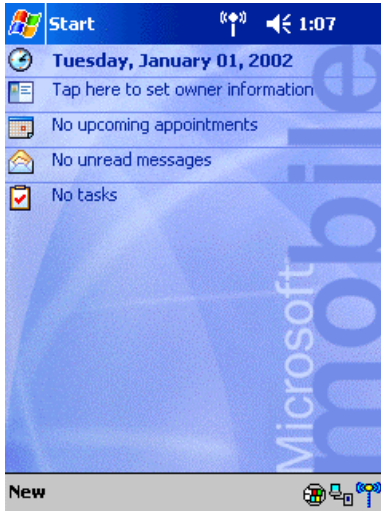 Start 1:07
Tuesday, January 01, 2002
Tap here to set owner information
No upcoming appointments
No unread messages
No tasks
Microsoft
mobile
New